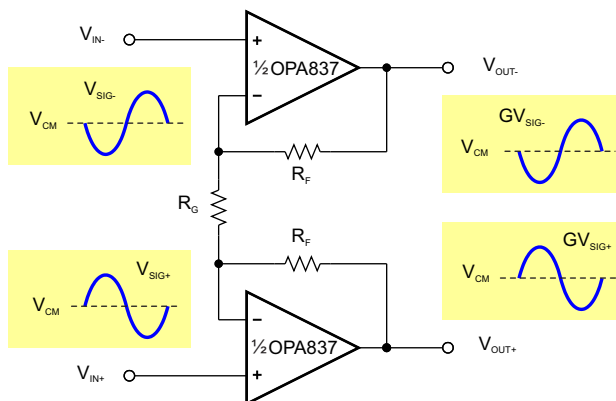 VIN-
+
½OPA837
−
VOUT-
VSIG-
VCM
GVSIG-
VCM
RF
RG
VSIG+
VCM
RF
GVSIG+
VCM
−
½OPA837
+
VIN+
VOUT+